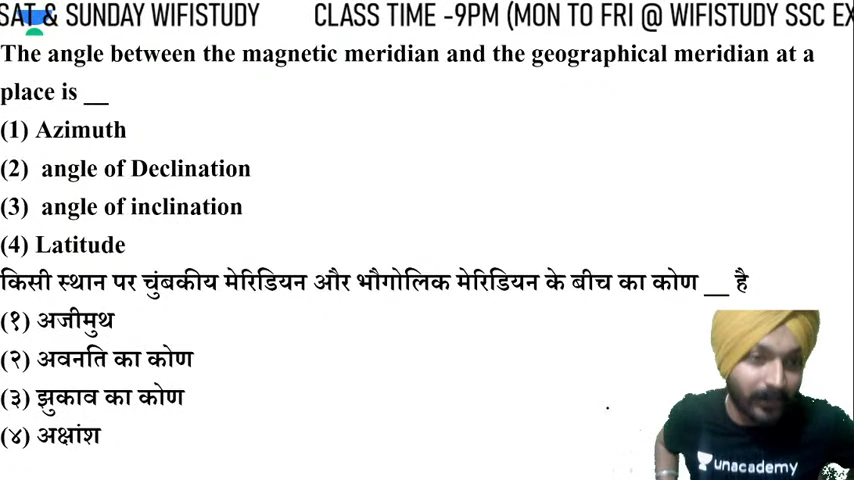 SAT & SUNDAY WIFISTUDY CLASS TIME -9PM (MON TO FRI @ WIFISTUDY SSC EX
The angle between the magnetic meridian and the geographical meridian at a
place is __
(1) Azimuth
(2) angle of Declination
(3) angle of inclination
(4) Latitude
किसी स्थान पर चुंबकीय मेरिडियन और भौगोलिक मेरिडियन के बीच का कोण __ है
(१) अजीमुथ
(२) अवनति का कोण
(३) झुकाव का कोण
(४) अक्षांश
unacademy